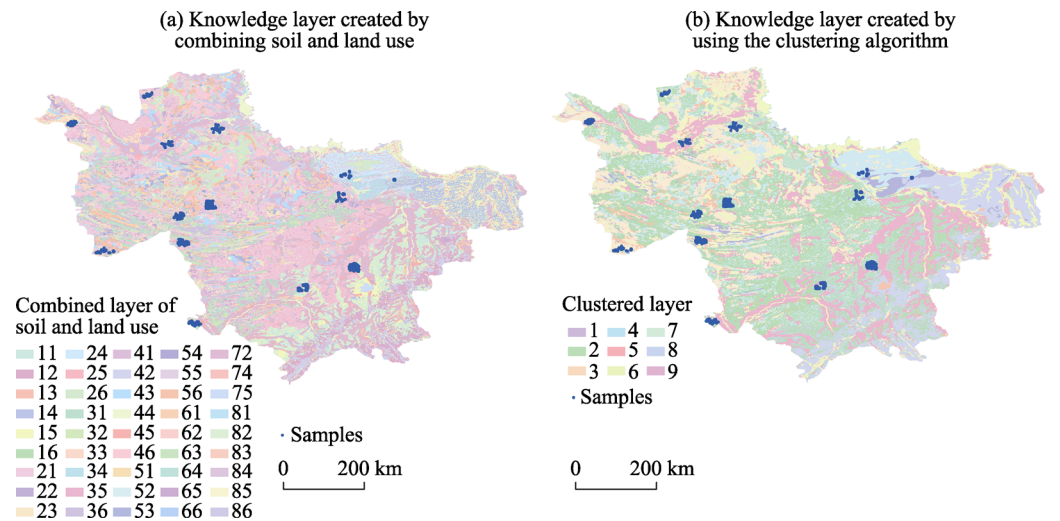 (a) Knowledge layer created by
combining soil and land use
(b) Knowledge layer created by
using the clustering algorithm
Combined layer of
soil and land use
11 24 41 54 72
12 25 42 55 74
13 26 43 56 75
14 31 44 61 81
15 32 45 62 82
16 33 46 63 83
21 34 51 64 84
22 35 52 65 85
23 36 53 66 86
Samples
0 200 km
Clustered layer
1 4 7
2 5 8
3 6 9
Samples
0 200 km